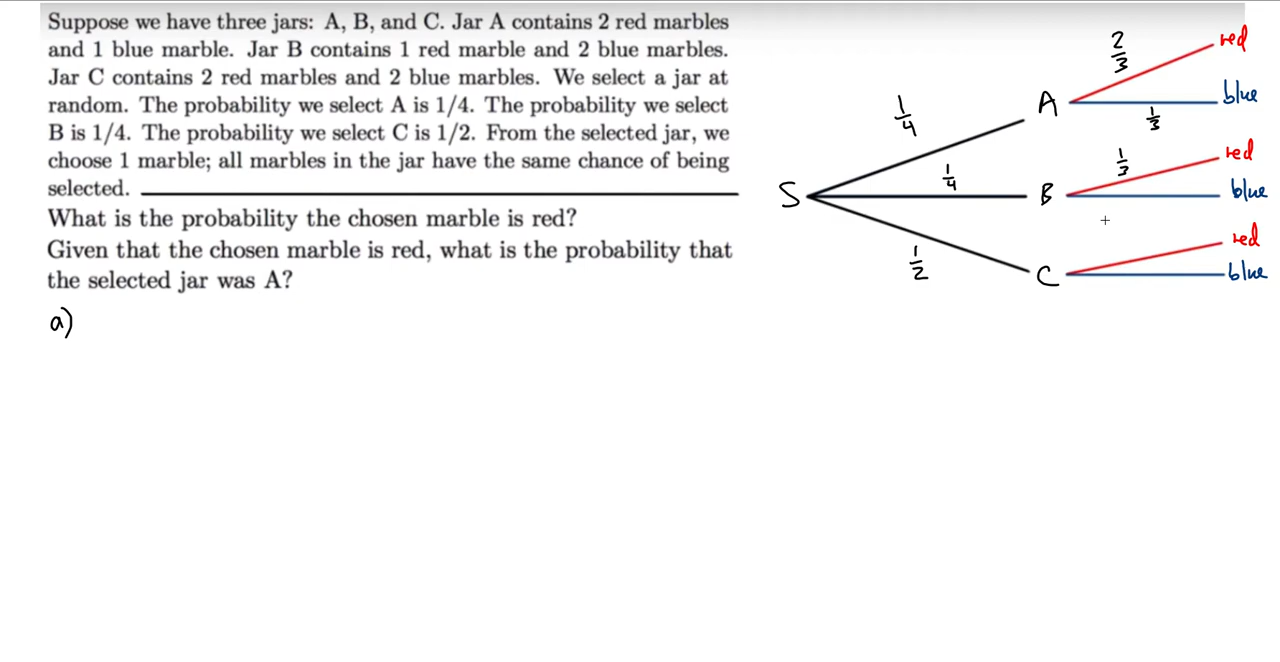 Suppose we have three jars: A, B, and C. Jar A contains 2 red marbles
and 1 blue marble. Jar B contains 1 red marble and 2 blue marbles.
Jar C contains 2 red marbles and 2 blue marbles. We select a jar at
random. The probability we select A is 1/4. The probability we select
B is 1/4. The probability we select C is 1/2. From the selected jar, we
choose 1 marble; all marbles in the jar have the same chance of being
selected.
What is the probability the chosen marble is red?
Given that the chosen marble is red, what is the probability that
the selected jar was A?
a)
S
1/4
1/4
1/2
A
2/3
red
1/3
blue
B
1/3
red
blue
C
red
blue